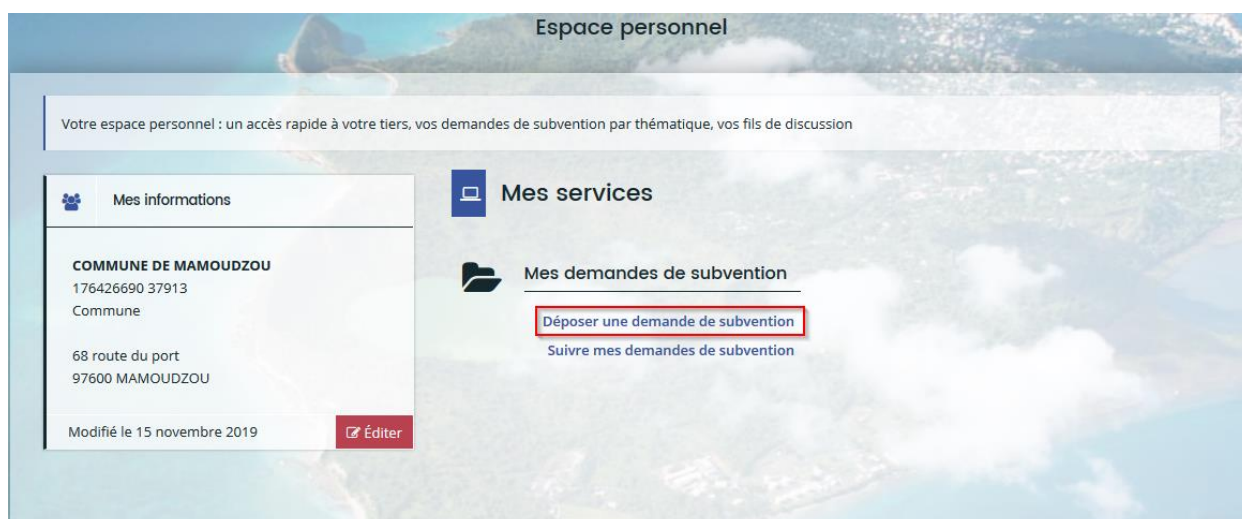 Espace personnel
Votre espace personnel : un accès rapide à votre tiers, vos demandes de subvention par thématique, vos fils de discussion
Mes informations
COMMUNE DE MAMOUDZOU
176426690 37913
Commune
68 route du port
97600 MAMOUDZOU
Modifié le 15 novembre 2019
Éditer
Mes services
Mes demandes de subvention
Déposer une demande de subvention
Suivre mes demandes de subvention